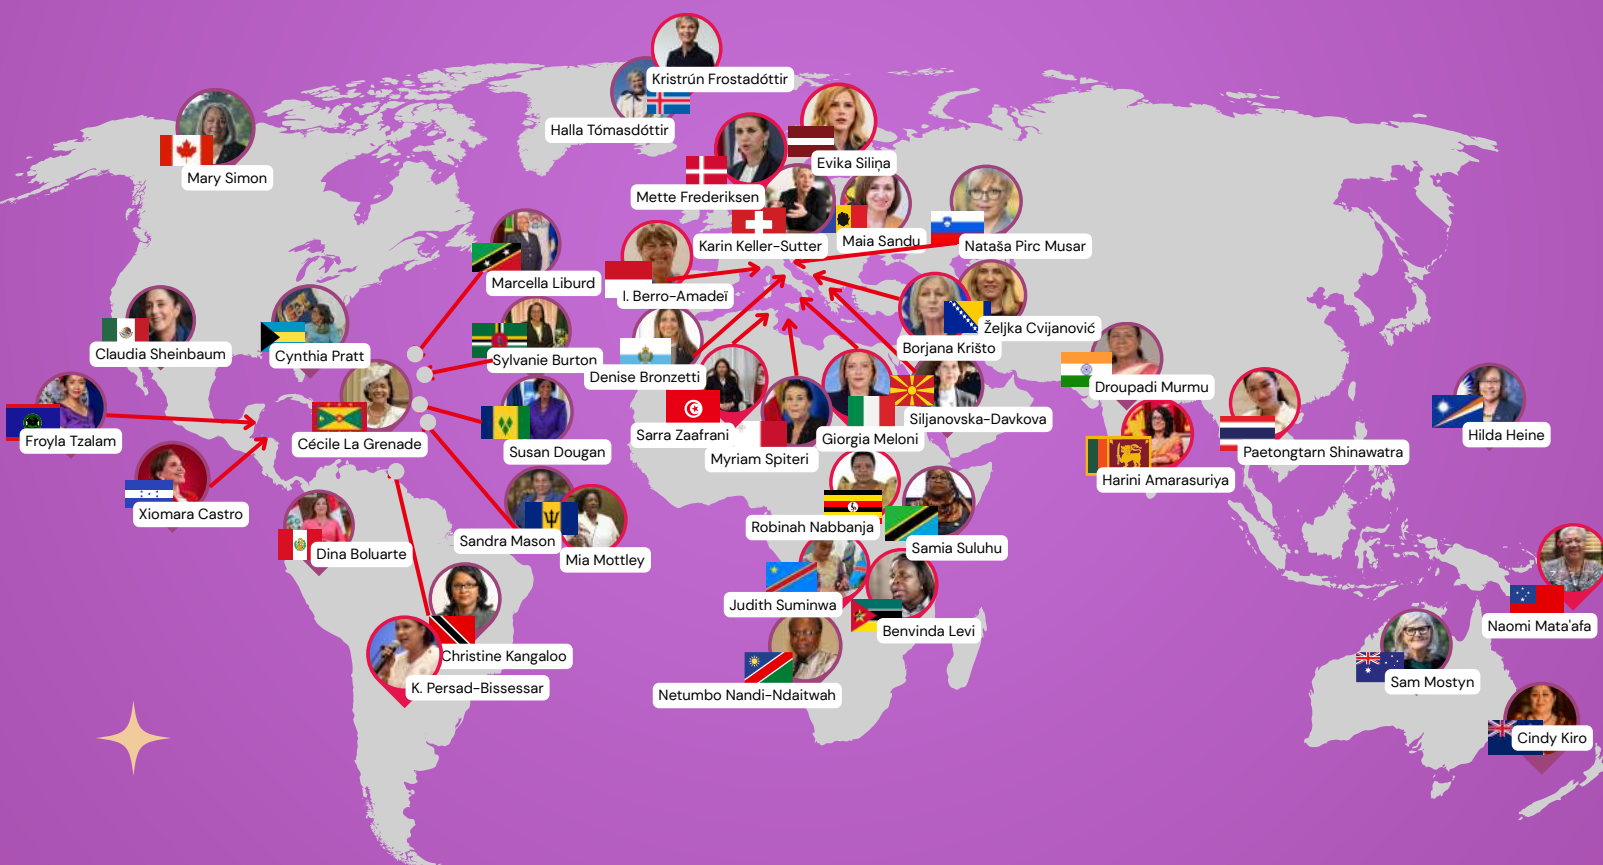 Kristrún Frostadóttir
Halla Tómasdóttir
Mary Simon
Evika Siliņa
Mette Frederiksen
Karin Keller-Sutter
Maia Sandu
Nataša Pirc Musar
Marcella Liburd
I. Berro-Amadeï
Željka Cvijanović
Borjana Krišto
Claudia Sheinbaum
Cynthia Pratt
Sylvanie Burton
Denise Bronzetti
Droupadi Murmu
Froyla Tzalam
Cécile La Grenade
Susan Dougan
Sarra Zaafrani
Myriam Spiteri
Giorgia Meloni
Siljanovska-Davkova
Harini Amarasuriya
Paetongtarn Shinawatra
Hilda Heine
Xiomara Castro
Dina Boluarte
Sandra Mason
Mia Mottley
Robinah Nabbanja
Samia Suluhu
Judith Suminwa
Benvinda Levi
Naomi Mata'afa
Christine Kangaloo
K. Persad-Bissessar
Netumbo Nandi-Ndaitwah
Sam Mostyn
Cindy Kiro